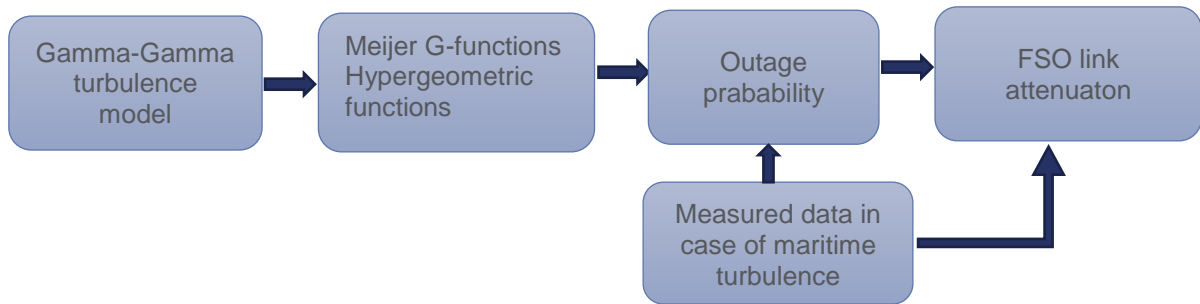 Gamma-Gamma
turbulence
model
Meijer G-functions
Hypergeometric
functions
Outage
prabability
FSO link
attenuaton
Measured data in
case of maritime
turbulence